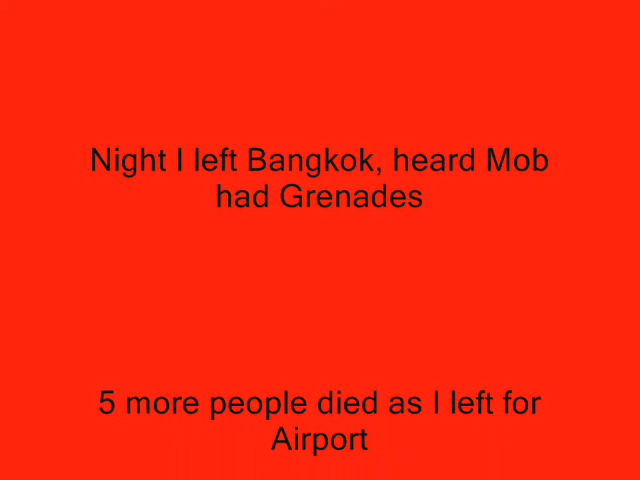 Night I left Bangkok, heard Mob
had Grenades
5 more people died as I left for
Airport